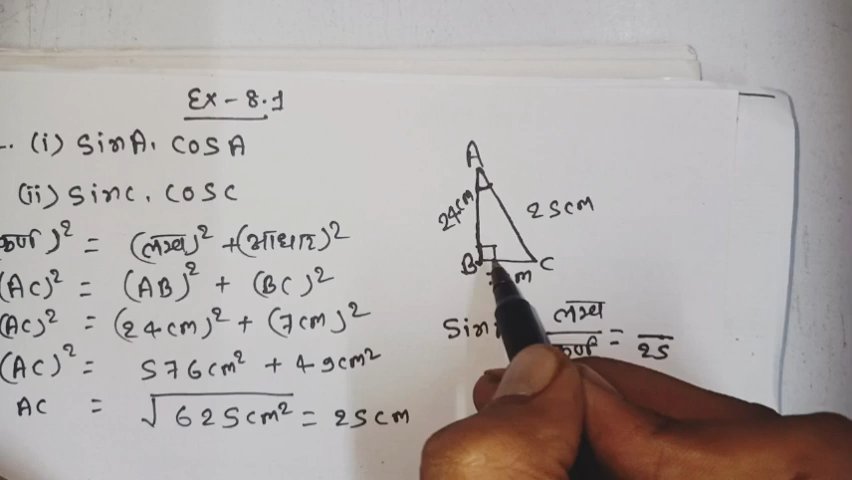 Ex - 8.1
(i) SinA, COSA
(ii) Sinc, COSC
कर्ण)² = (लम्ब)² + (आधार)²
(AC)² = (AB)² + (BC)²
(AC)² = (24cm)² + (7cm)²
(AC)² = 576cm² + 49cm²
AC = √625cm² = 25cm
A
24cm
25cm
B C
Sin लम्ब/कर्ण = /25